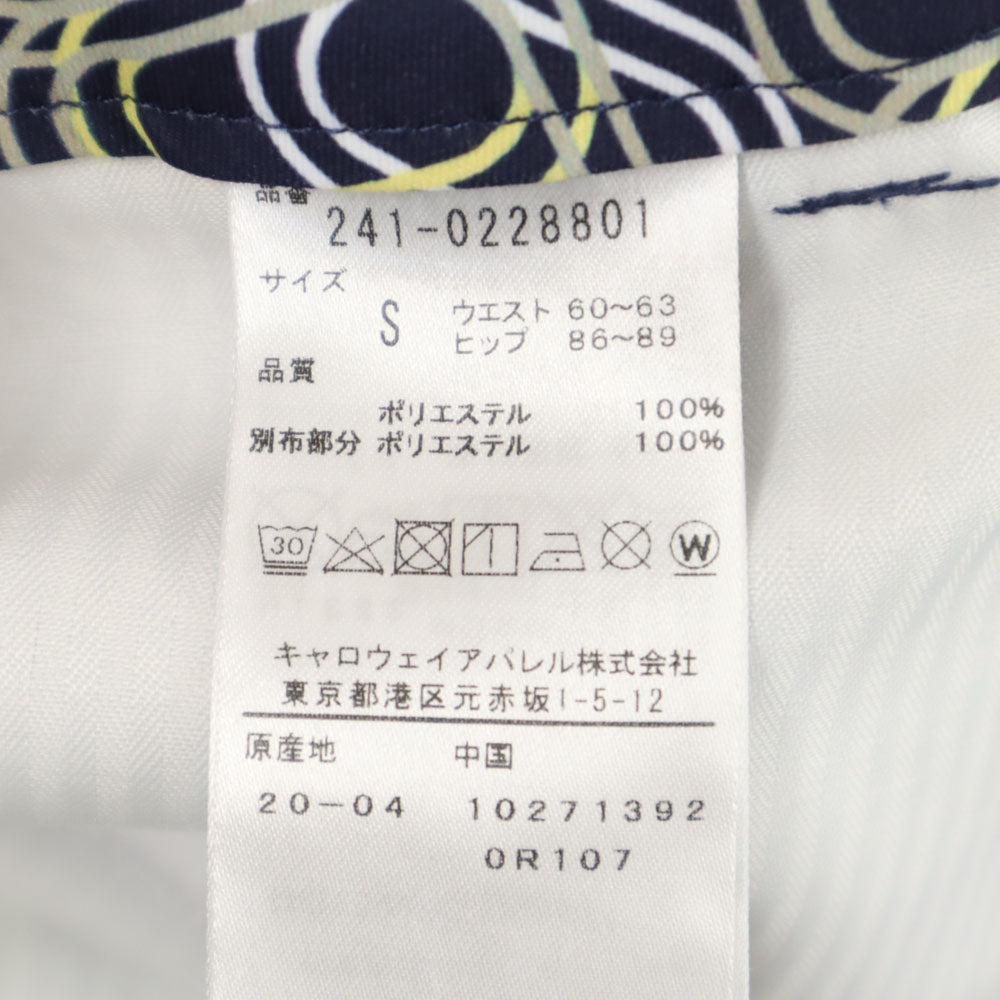 品番
241-0228801
サイズ
S ウエスト 60~63
ヒップ 86~89
品質
ポリエステル 100%
別布部分 ポリエステル 100%
30 W
キャロウェイアパレル株式会社
東京都港区元赤坂1-5-12
原産地 中国
20-04 10271392
0R107